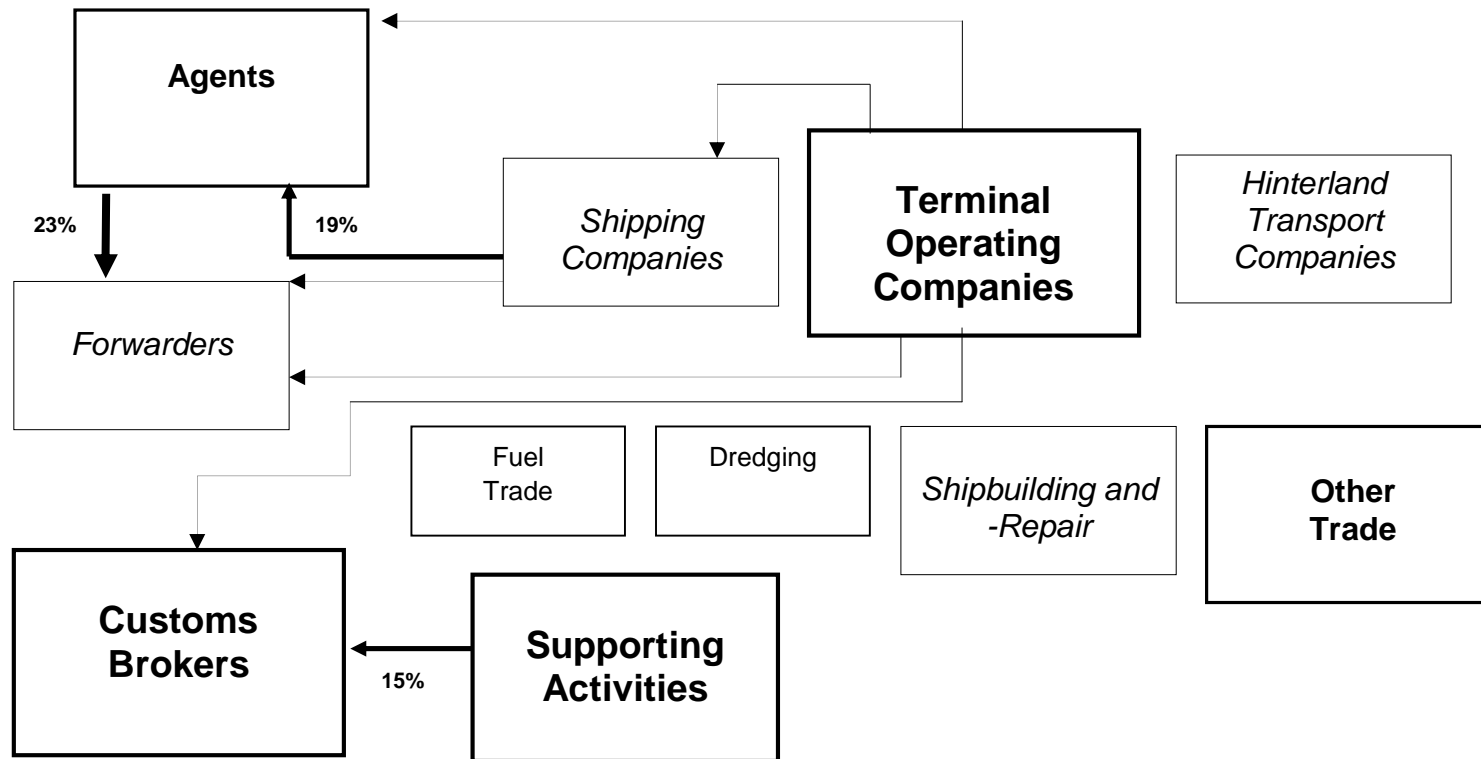 Agents
23%
19%
Shipping
Companies
Terminal
Operating
Companies
Hinterland
Transport
Companies
Forwarders
Fuel
Trade
Dredging
Shipbuilding and
-Repair
Other
Trade
Customs
Brokers
15%
Supporting
Activities